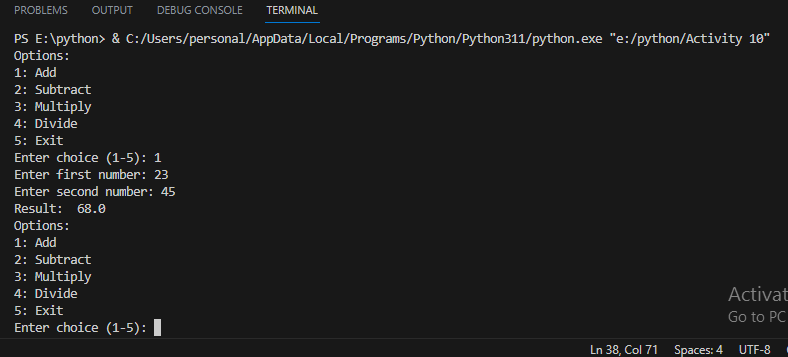 PROBLEMS OUTPUT DEBUG CONSOLE TERMINAL
PS E:\python> & C:/Users/personal/AppData/Local/Programs/Python/Python311/python.exe "e:/python/Activity 10"
Options:
1: Add
2: Subtract
3: Multiply
4: Divide
5: Exit
Enter choice (1-5): 1
Enter first number: 23
Enter second number: 45
Result:  68.0
Options:
1: Add
2: Subtract
3: Multiply
4: Divide
5: Exit
Enter choice (1-5):
Activat
Go to PC
Ln 38, Col 71 Spaces: 4 UTF-8